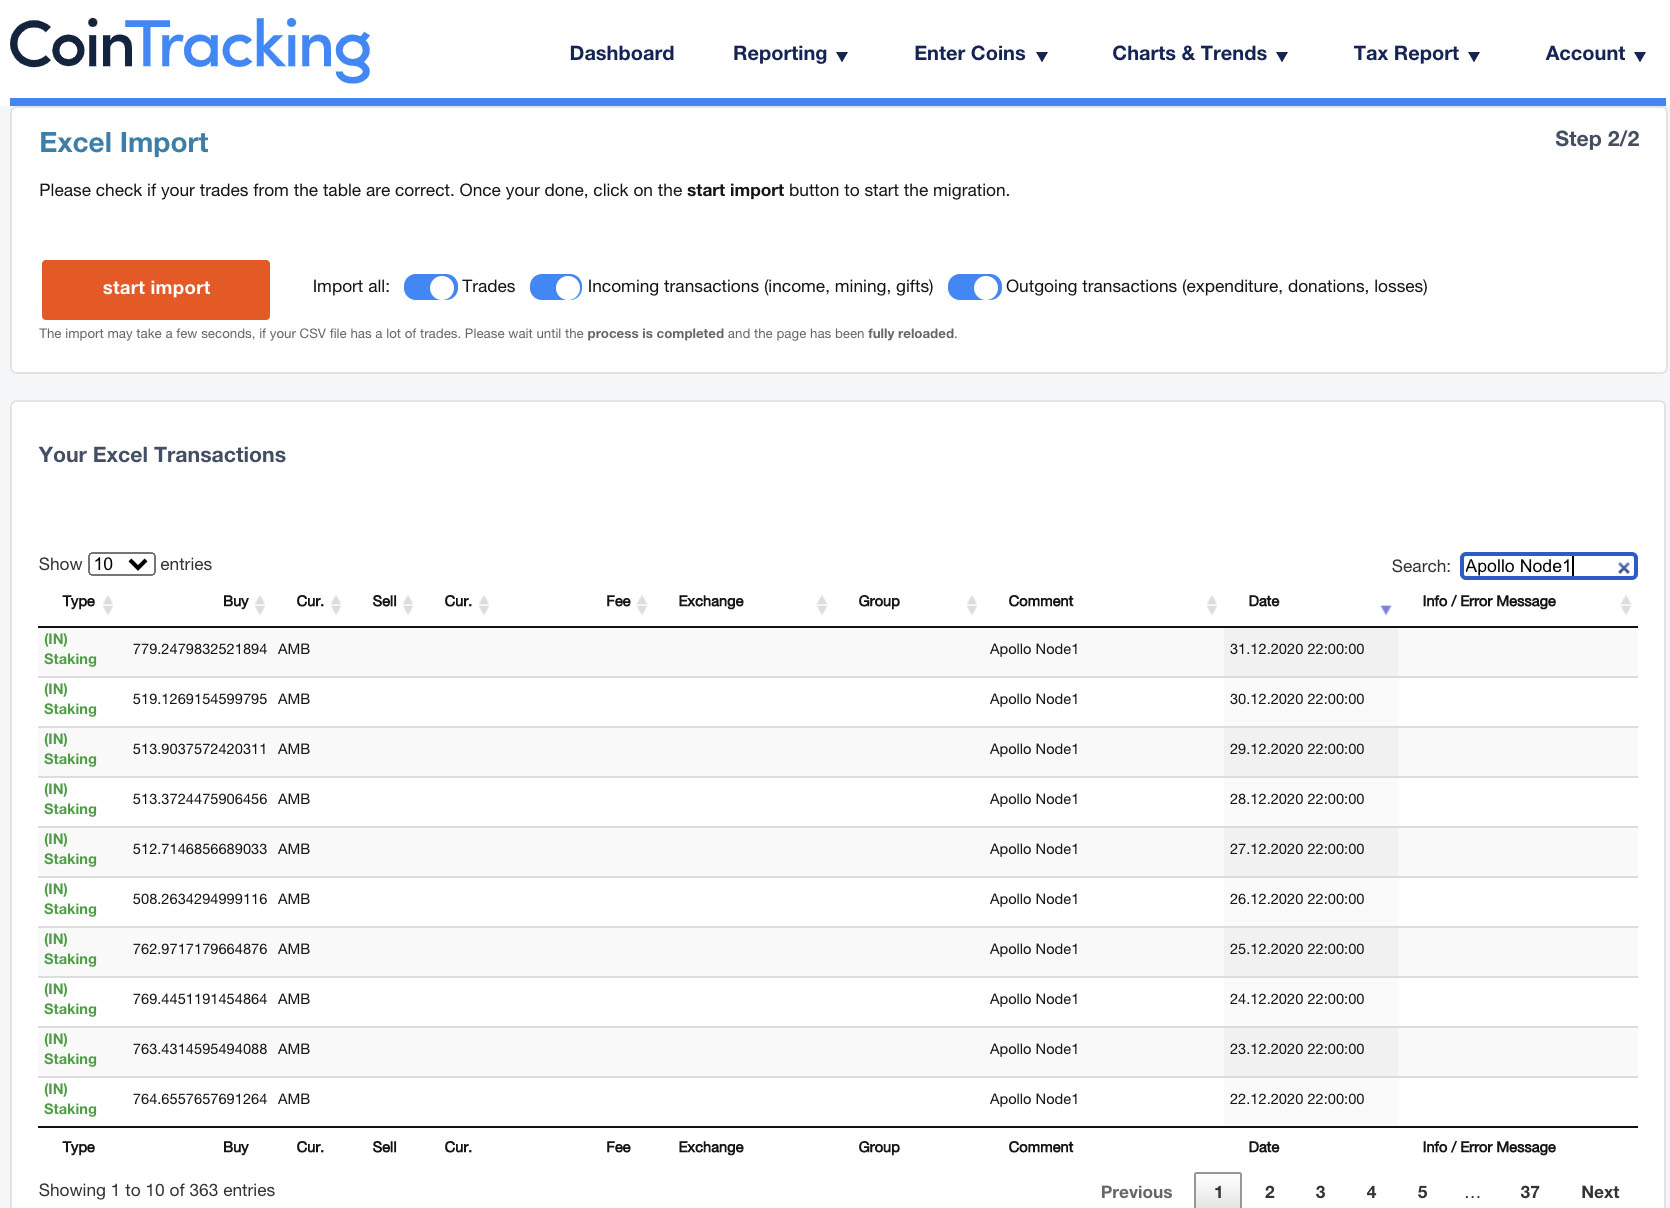 CoinTracking
Dashboard Reporting ▼ Enter Coins ▼ Charts & Trends ▼ Tax Report ▼ Account ▼
Excel Import
Step 2/2
Please check if your trades from the table are correct. Once your done, click on the start import button to start the migration.
start import Import all: Trades Incoming transactions (income, mining, gifts) Outgoing transactions (expenditure, donations, losses)
The import may take a few seconds, if your CSV file has a lot of trades. Please wait until the process is completed and the page has been fully reloaded.
Your Excel Transactions
Show 10 entries Search: Apollo Node1
Type Buy Cur. Sell Cur. Fee Exchange Group Comment Date Info / Error Message
(IN)
Staking 779.2479832521894 AMB Apollo Node1 31.12.2020 22:00:00
(IN)
Staking 519.1269154599795 AMB Apollo Node1 30.12.2020 22:00:00
(IN)
Staking 513.9037572420311 AMB Apollo Node1 29.12.2020 22:00:00
(IN)
Staking 513.3724475906456 AMB Apollo Node1 28.12.2020 22:00:00
(IN)
Staking 512.7146856689033 AMB Apollo Node1 27.12.2020 22:00:00
(IN)
Staking 508.2634294999116 AMB Apollo Node1 26.12.2020 22:00:00
(IN)
Staking 762.9717179664876 AMB Apollo Node1 25.12.2020 22:00:00
(IN)
Staking 769.4451191454864 AMB Apollo Node1 24.12.2020 22:00:00
(IN)
Staking 763.4314595494088 AMB Apollo Node1 23.12.2020 22:00:00
(IN)
Staking 764.6557657691264 AMB Apollo Node1 22.12.2020 22:00:00
Type Buy Cur. Sell Cur. Fee Exchange Group Comment Date Info / Error Message
Showing 1 to 10 of 363 entries Previous 1 2 3 4 5 … 37 Next